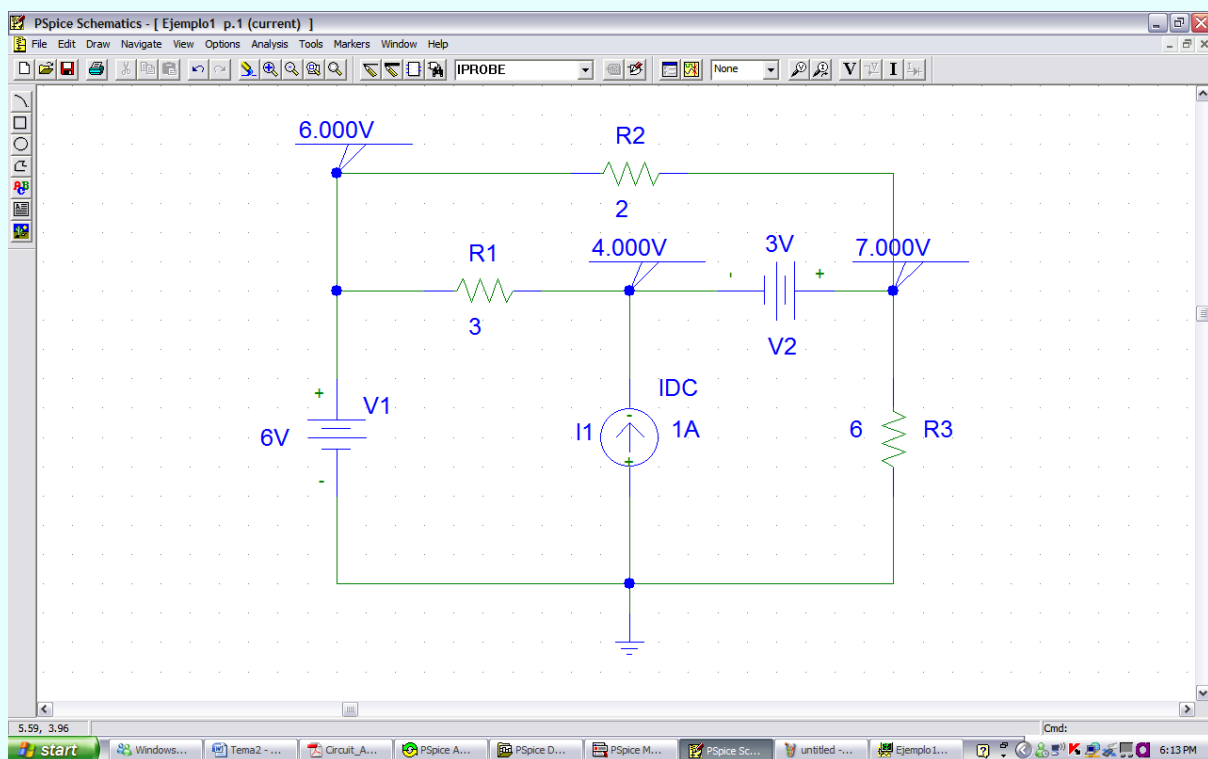 PSpice Schematics - [ Ejemplo1 p.1 (current) ]
File Edit Draw Navigate View Options Analysis Tools Markers Window Help
IPROBE None V I
6.000V
R2
2
R1
3
4.000V
3V
7.000V
V2
+
-
+
V1
6V
-
IDC
I1
1A
-
+
6
R3
5.59, 3.96 Cmd:
start Windows... Tema2 - ... Circuit_A... PSpice A... PSpice D... PSpice M... PSpice Sc... untitled -... Ejemplo1... 6:13 PM